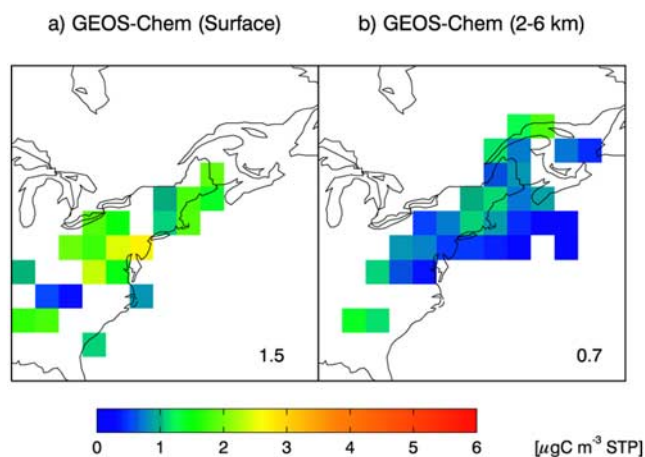 a) GEOS-Chem (Surface) b) GEOS-Chem (2-6 km)
1.5 0.7
0 1 2 3 4 5 6 [µgC m⁻³ STP]